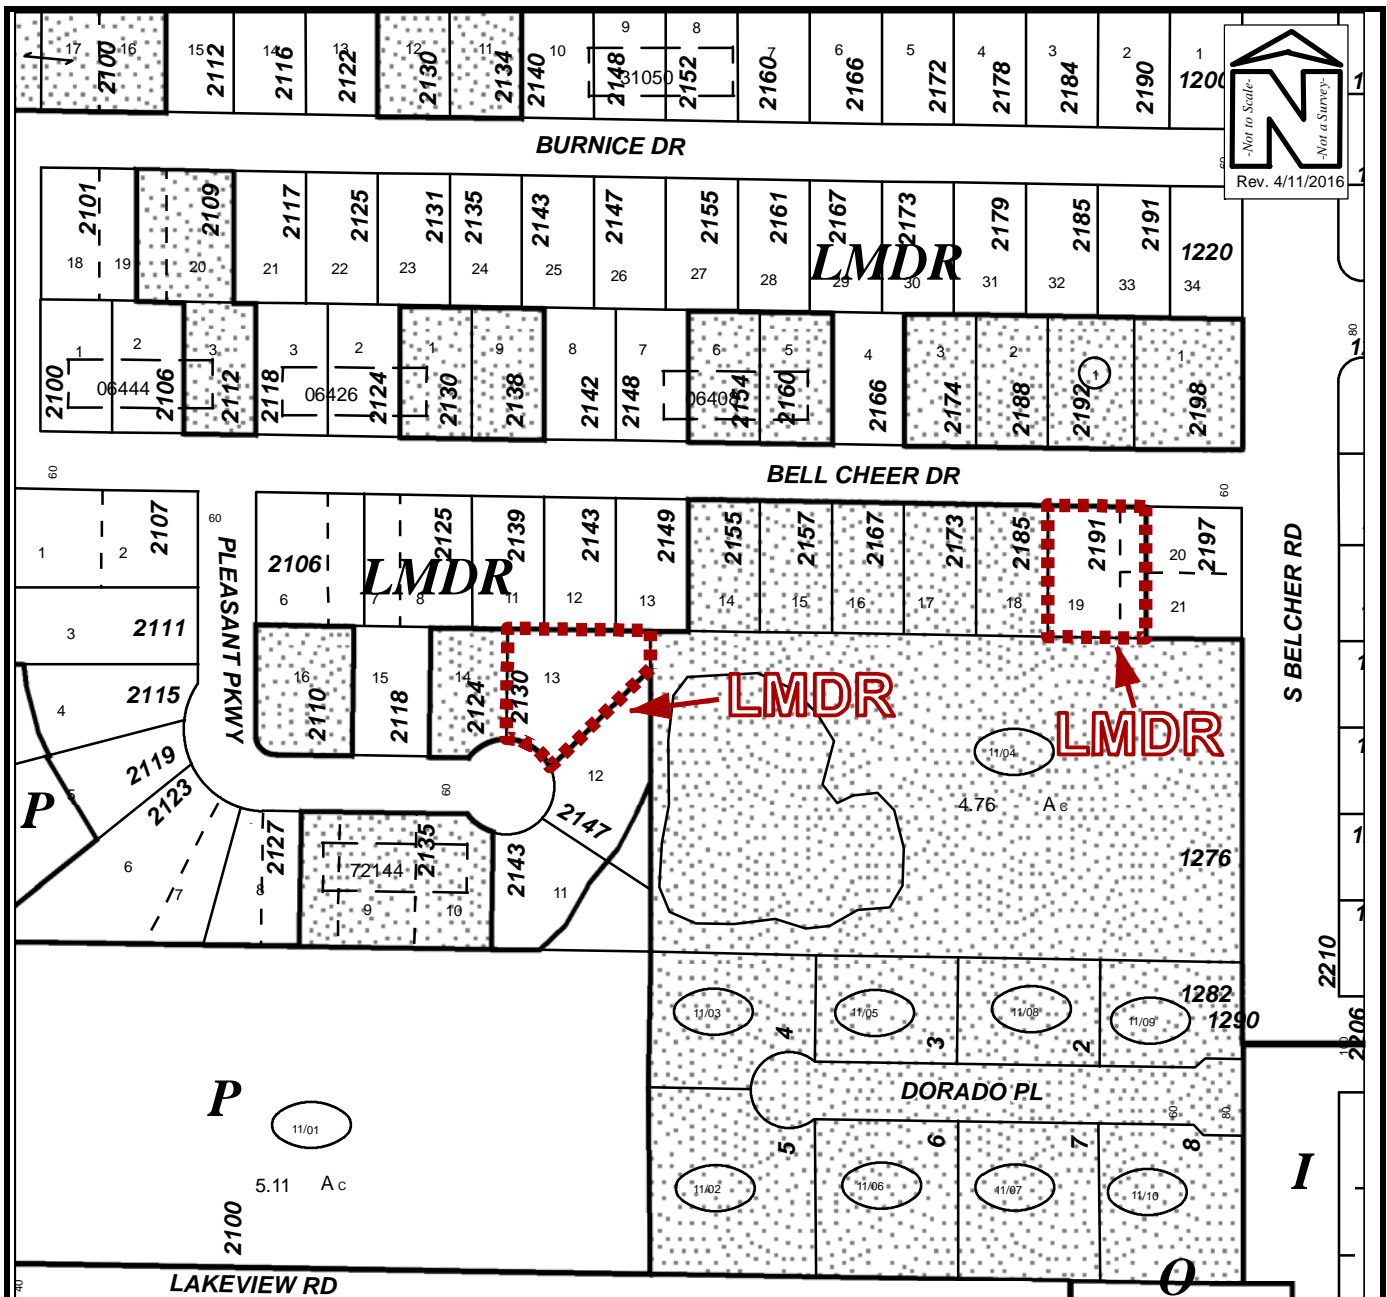 17 16 2100 15 2112 14 2116 13 2122 12 2130 11 2134 2140 10 9 2148 31050 8 2152 7 2160 6 2166 5 2172 4 2178 3 2184 2 2190 1 1200
-Not to Scale-
N
-Not a Survey-
Rev. 4/11/2016
BURNICE DR
60
2101 2109 2117 2125 2131 2135 2143 2147 2155 2161 2167 2173 2179 2185 2191 1220
LMDR
18 19 20 21 22 23 24 25 26 27 28 29 30 31 32 33 34
80
1 2 3 3 2 1 9 8 7 6 5 4 3 2 1 1
06444 06426 06408
2100 2106 2112 2118 2124 2130 2138 2142 2148 2154 2160 2166 2174 2188 2192 2198
BELL CHEER DR
60
60
60
2107 2106 2125 2139 2143 2149 2155 2157 2167 2173 2185 2191 2197
1 2 6 7 8 11 12 13 14 15 16 17 18 19 20 21
LMDR
PLEASANT PKWY
S BELCHER RD
3 2111
4 2115
16 2110 15 2118 14 2124 2130 13
LMDR
LMDR
11/04
4.76 Ac
2119
2123
P
5
60
12
2147
2127 2135 2143
72144
6 7 8 9 10 11
1276
2210
11/03 11/05 11/08 11/09
1282
1290
4 3 2
2206
100
DORADO PL
60 80
P
11/01
5.11 Ac
5 6 7 8
11/02 11/06 11/07 11/10
I
2100
O
40
LAKEVIEW RD